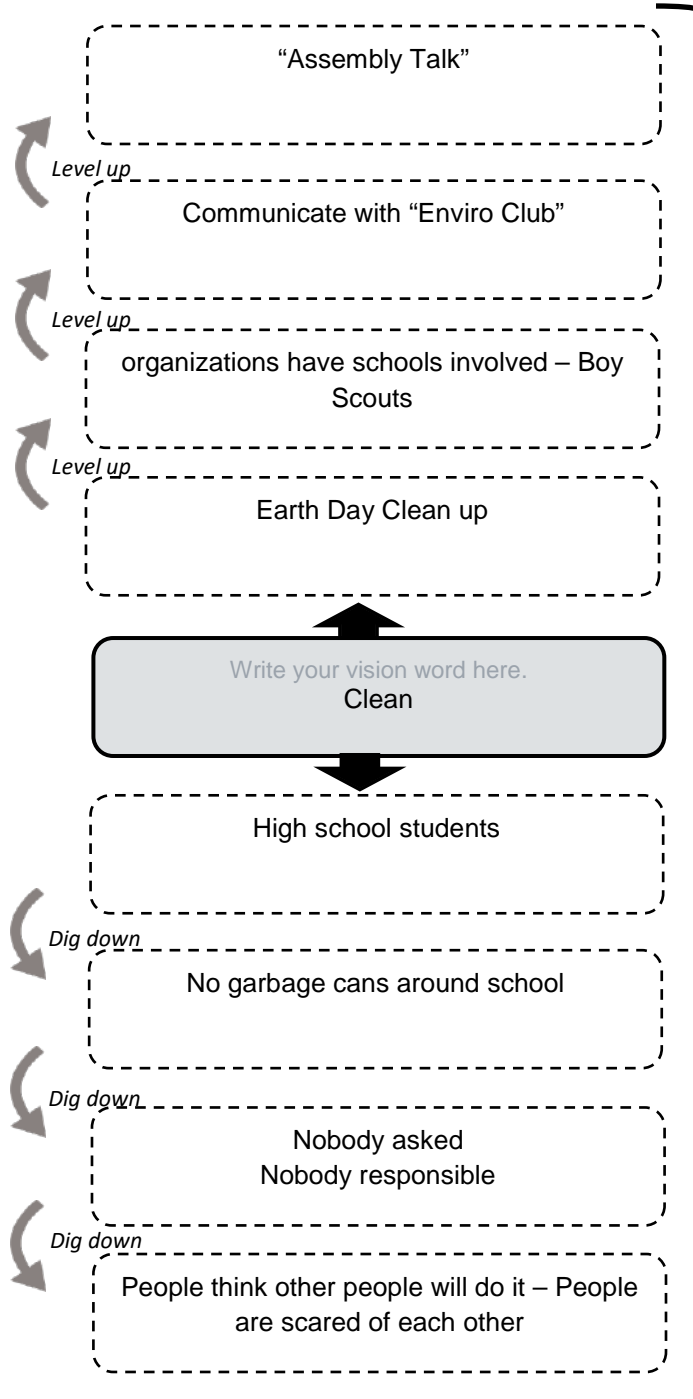 “Assembly Talk”
Level up
Communicate with “Enviro Club”
Level up
organizations have schools involved – Boy
Scouts
Level up
Earth Day Clean up
Write your vision word here.
Clean
High school students
Dig down
No garbage cans around school
Dig down
Nobody asked
Nobody responsible
Dig down
People think other people will do it – People
are scared of each other